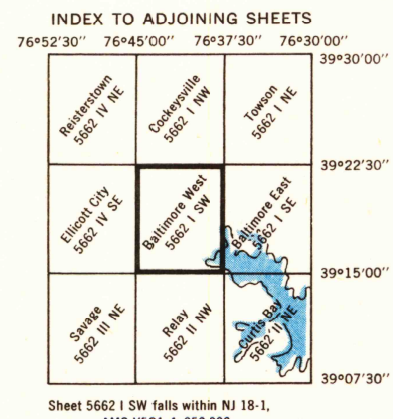 INDEX TO ADJOINING SHEETS
76°52'30" 76°45'00" 76°37'30" 76°30'00"
39°30'00"
Reisterstown
5662 IV NE
Cockeysville
5662 I NW
Towson
5662 I NE
39°22'30"
Ellicott City
5662 IV SE
Baltimore West
5662 I SW
Baltimore East
5662 I SE
39°15'00"
Savage
5662 III NE
Relay
5662 II NW
Curtis Bay
5662 II NE
39°07'30"
Sheet 5662 I SW falls within NJ 18-1,